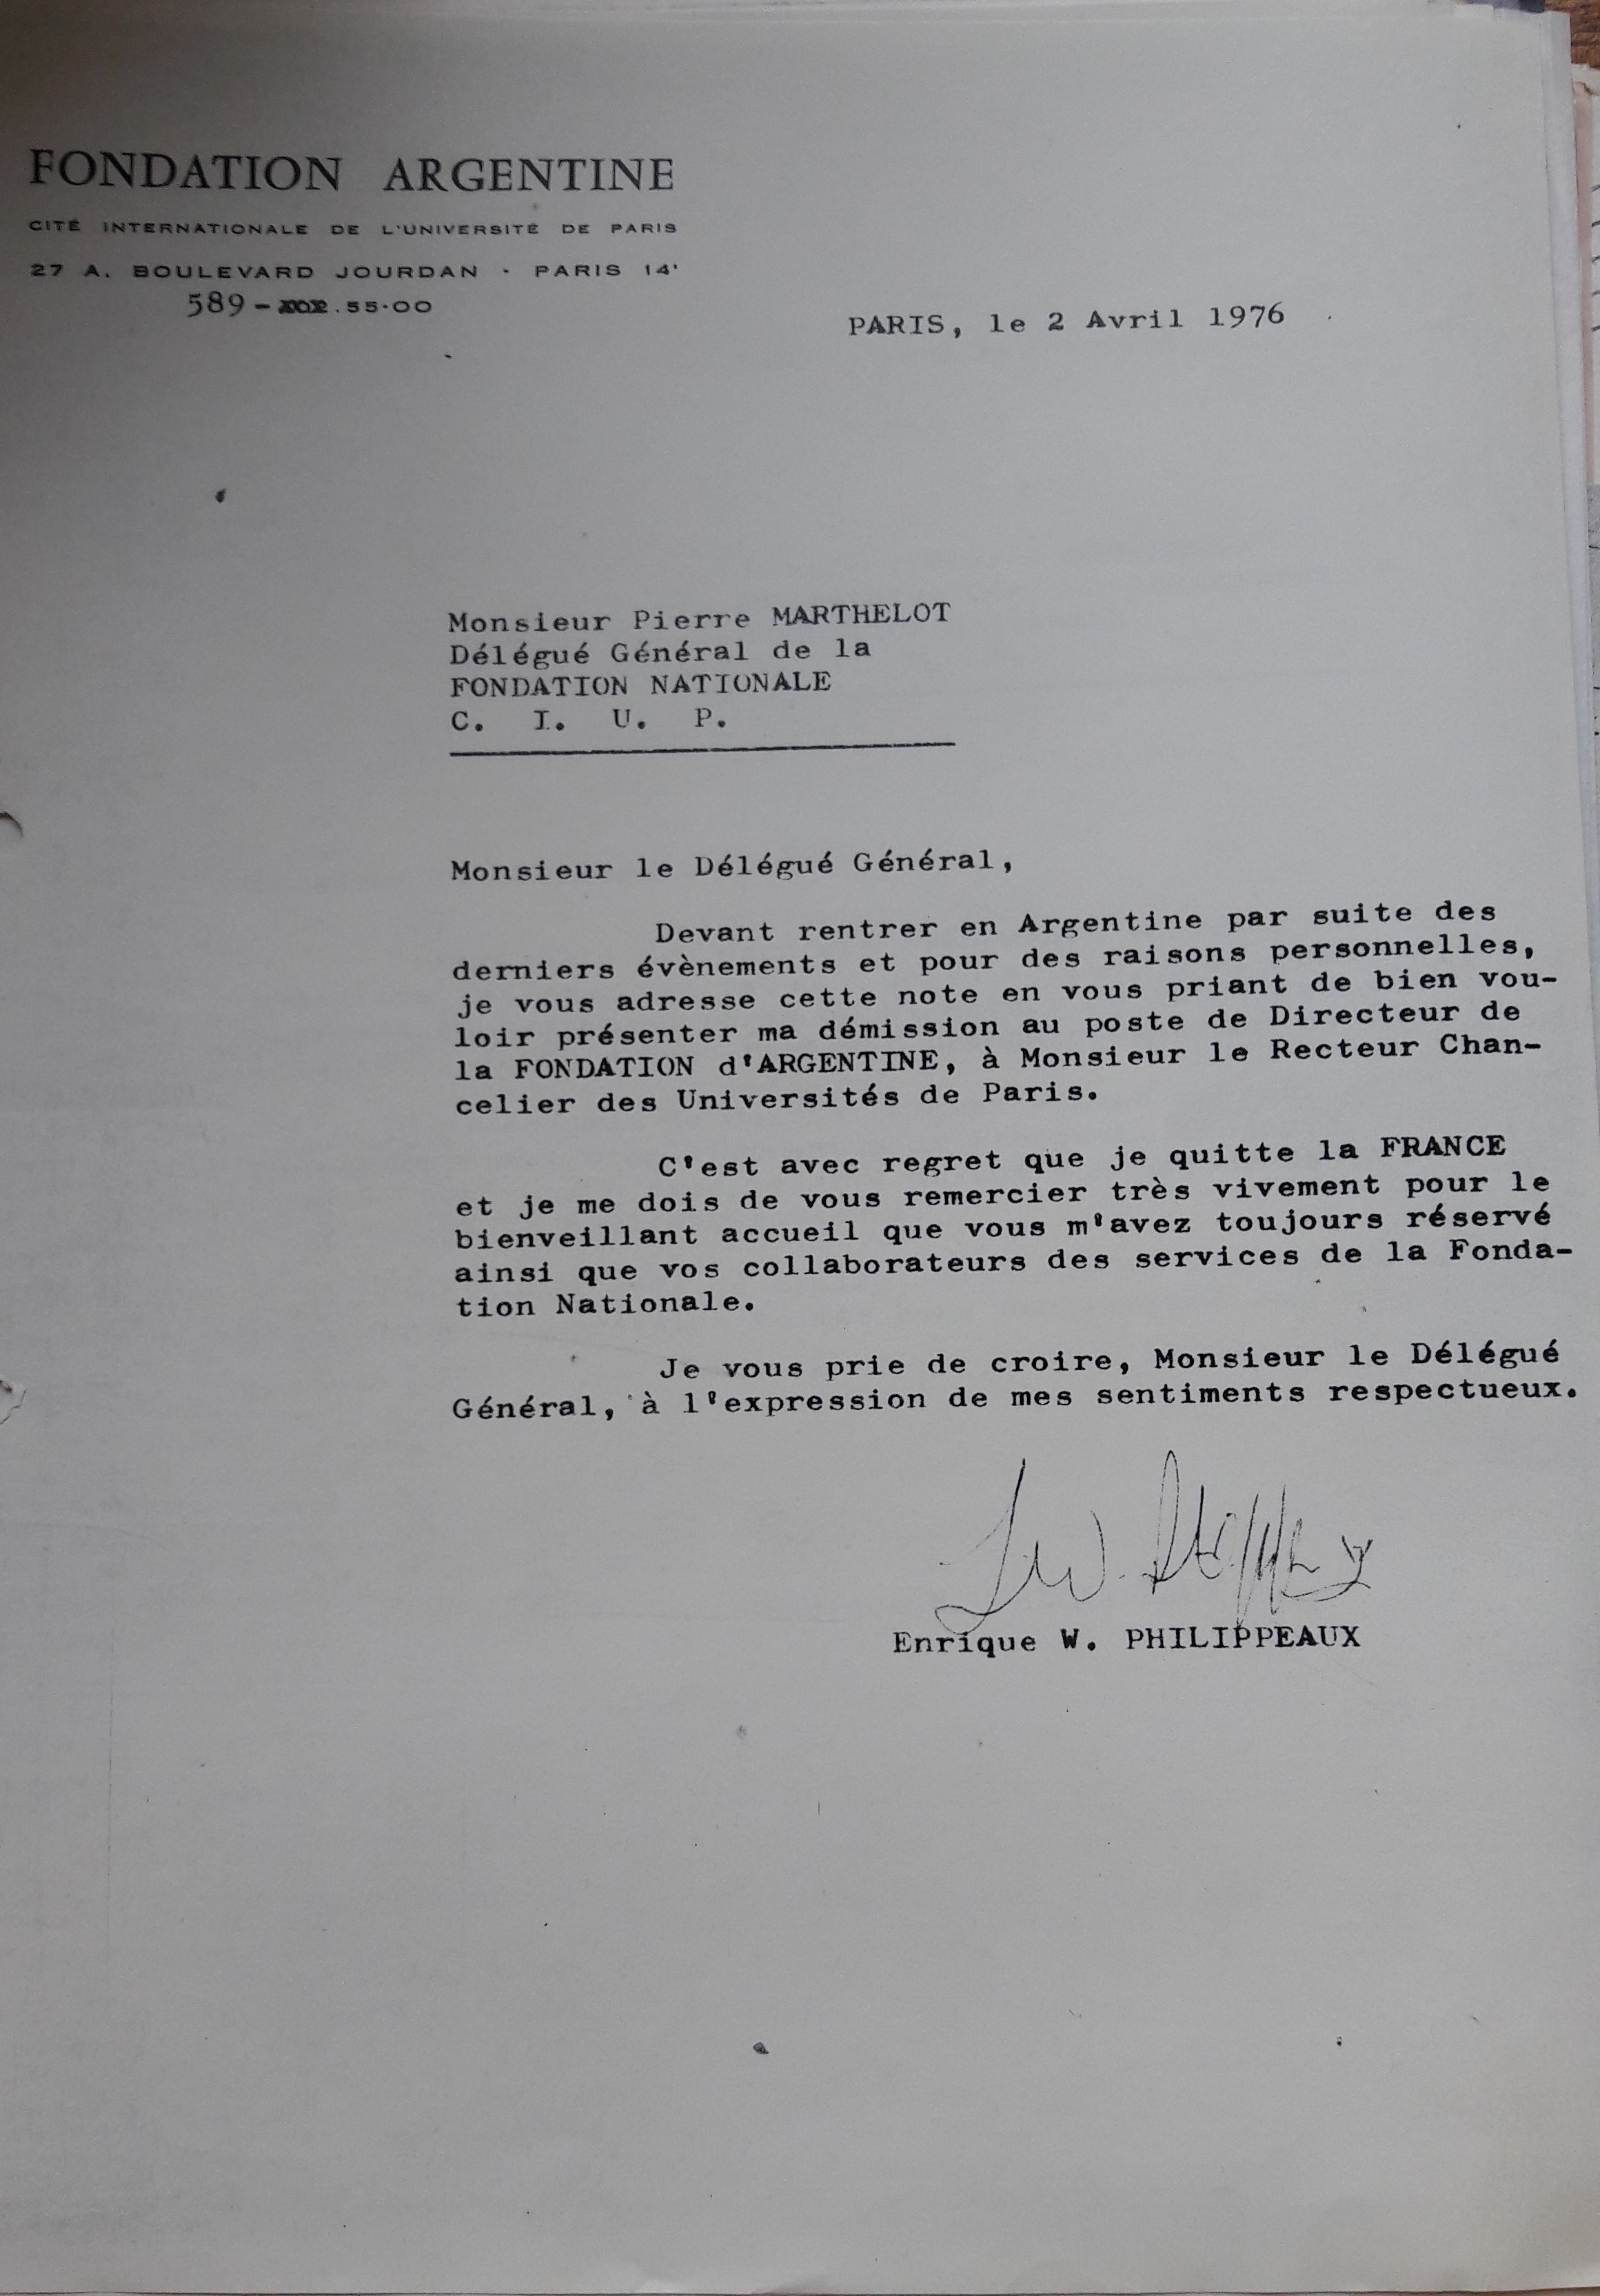 FONDATION ARGENTINE
CITÉ INTERNATIONALE DE L'UNIVERSITÉ DE PARIS
27 A. BOULEVARD JOURDAN · PARIS 14'
589 - .55·00
PARIS, le 2 Avril 1976
Monsieur Pierre MARTHELOT
Délégué Général de la
FONDATION NATIONALE
C. I. U. P.
Monsieur le Délégué Général,
Devant rentrer en Argentine par suite des
derniers évènements et pour des raisons personnelles,
je vous adresse cette note en vous priant de bien vou-
loir présenter ma démission au poste de Directeur de
la FONDATION d'ARGENTINE, à Monsieur le Recteur Chan-
celier des Universités de Paris.
C'est avec regret que je quitte la FRANCE
et je me dois de vous remercier très vivement pour le
bienveillant accueil que vous m'avez toujours réservé
ainsi que vos collaborateurs des services de la Fonda-
tion Nationale.
Je vous prie de croire, Monsieur le Délégué
Général, à l'expression de mes sentiments respectueux.
Enrique W. PHILIPPEAUX